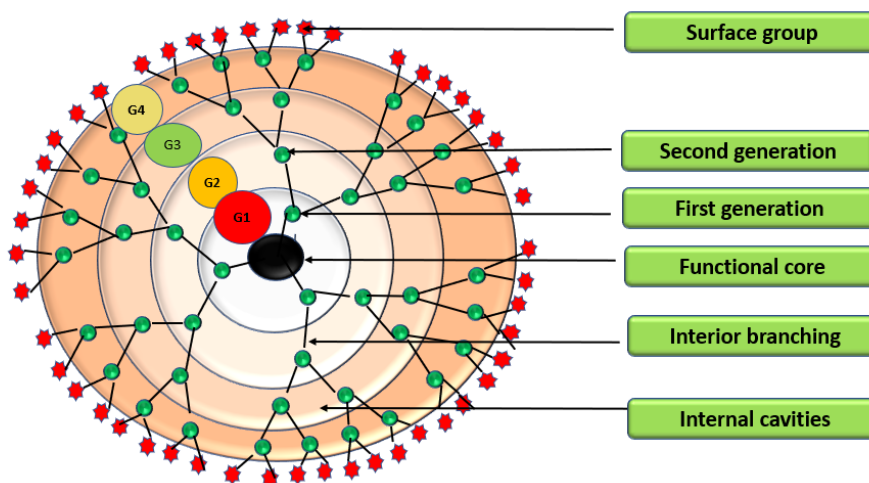 Surface group
G4
G3
Second generation
G2
First generation
G1
Functional core
Interior branching
Internal cavities